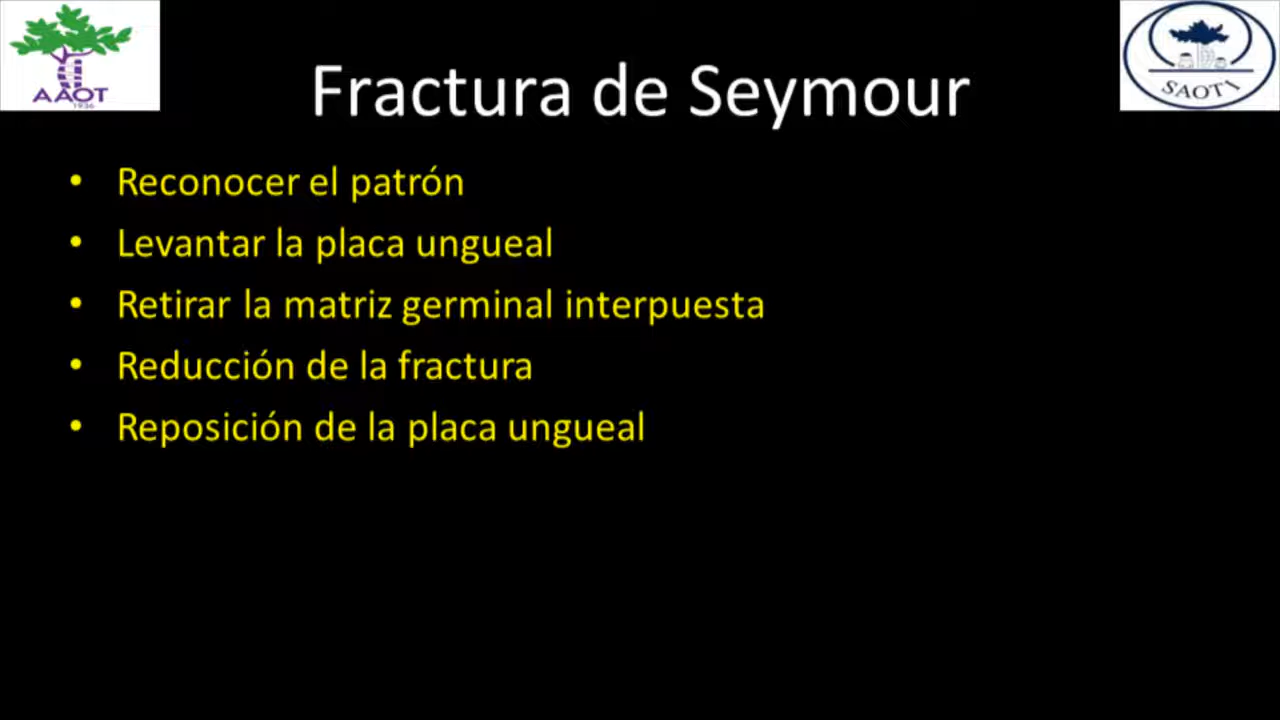 AAOT
1936
SAOTI
Fractura de Seymour
• Reconocer el patrón
• Levantar la placa ungueal
• Retirar la matriz germinal interpuesta
• Reducción de la fractura
• Reposición de la placa ungueal